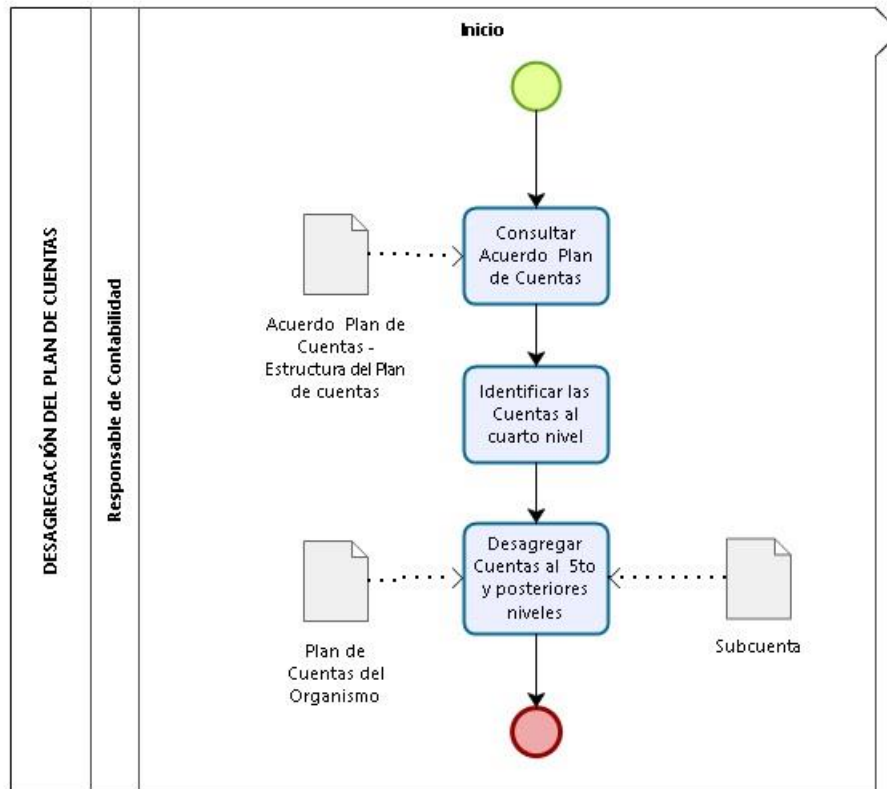 DESAGREGACIÓN DEL PLAN DE CUENTAS
Responsable de Contabilidad
Inicio
Consultar
Acuerdo Plan
de Cuentas
Acuerdo Plan de
Cuentas -
Estructura del Plan
de cuentas
Identificar las
Cuentas al
cuarto nivel
Desagregar
Cuentas al 5to
y posteriores
niveles
Plan de
Cuentas del
Organismo
Subcuenta